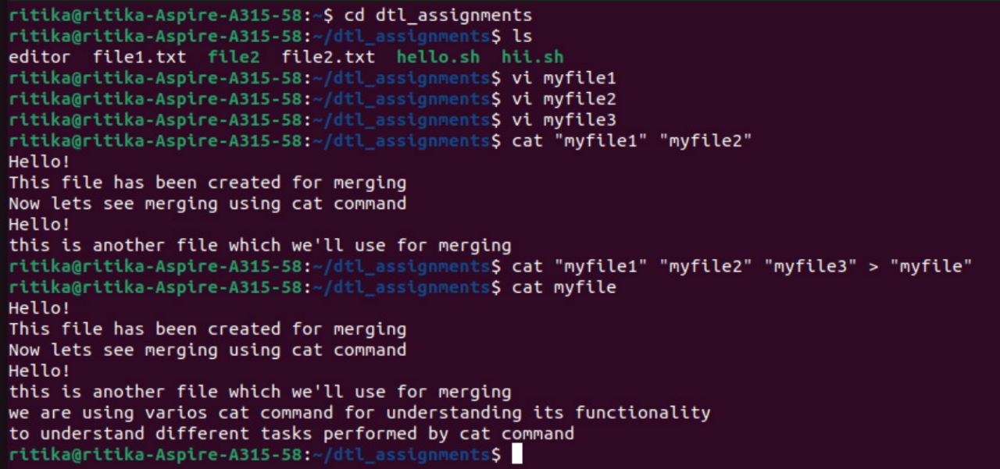 ritika@ritika-Aspire-A315-58:~$ cd dtl_assignments
ritika@ritika-Aspire-A315-58:~/dtl_assignments$ ls
editor  file1.txt  file2  file2.txt  hello.sh  hii.sh
ritika@ritika-Aspire-A315-58:~/dtl_assignments$ vi myfile1
ritika@ritika-Aspire-A315-58:~/dtl_assignments$ vi myfile2
ritika@ritika-Aspire-A315-58:~/dtl_assignments$ vi myfile3
ritika@ritika-Aspire-A315-58:~/dtl_assignments$ cat "myfile1" "myfile2"
Hello!
This file has been created for merging
Now lets see merging using cat command
Hello!
this is another file which we'll use for merging
ritika@ritika-Aspire-A315-58:~/dtl_assignments$ cat "myfile1" "myfile2" "myfile3" > "myfile"
ritika@ritika-Aspire-A315-58:~/dtl_assignments$ cat myfile
Hello!
This file has been created for merging
Now lets see merging using cat command
Hello!
this is another file which we'll use for merging
we are using varios cat command for understanding its functionality
to understand different tasks performed by cat command
ritika@ritika-Aspire-A315-58:~/dtl_assignments$